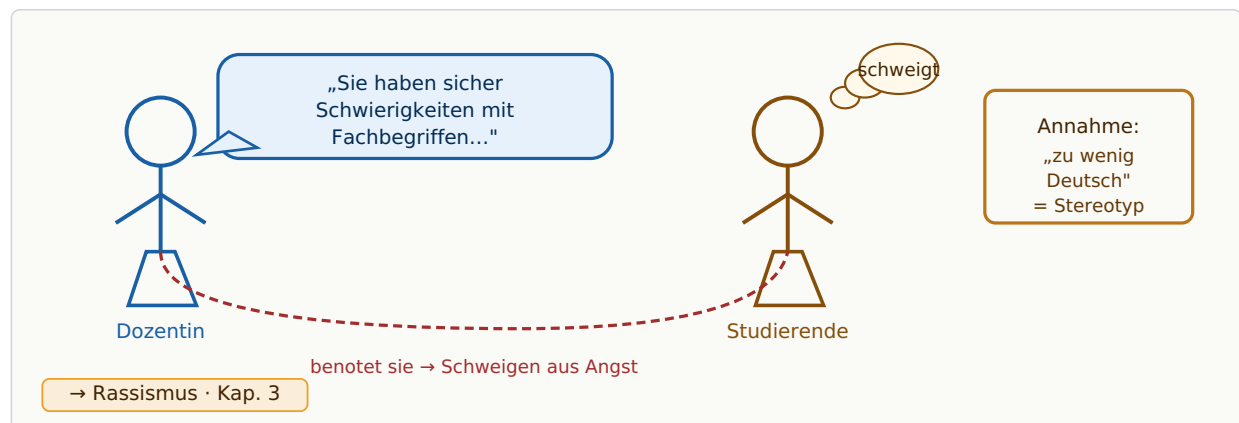 „Sie haben sicher
Schwierigkeiten mit
Fachbegriffen..."
schweigt
Annahme:
„zu wenig
Deutsch"
= Stereotyp
Dozentin
Studierende
benotet sie → Schweigen aus Angst
→ Rassismus · Kap. 3